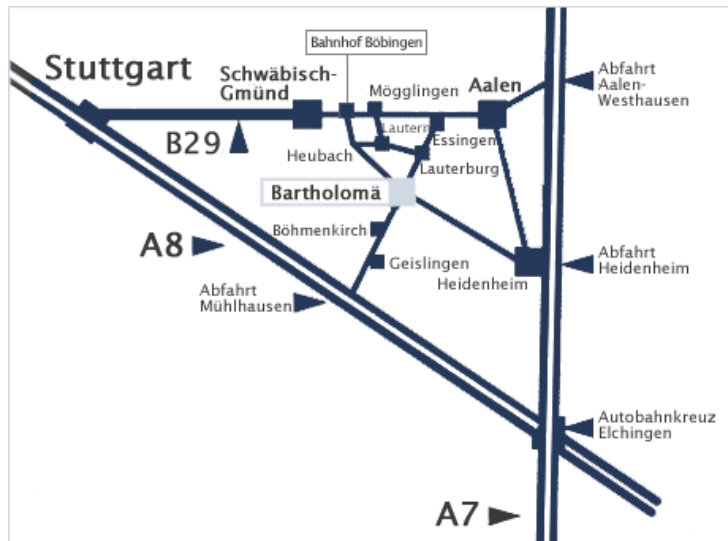 Bahnhof Böbingen
Stuttgart
Schwäbisch-
Gmünd
Mögglingen
Aalen
Abfahrt
Aalen-
Westhausen
B29
Lautern
Essingen
Heubach
Lauterburg
Bartholomä
Böhmenkirch
A8
Geislingen
Abfahrt
Heidenheim
Heidenheim
Abfahrt
Mühlhausen
Autobahnkreuz
Elchingen
A7